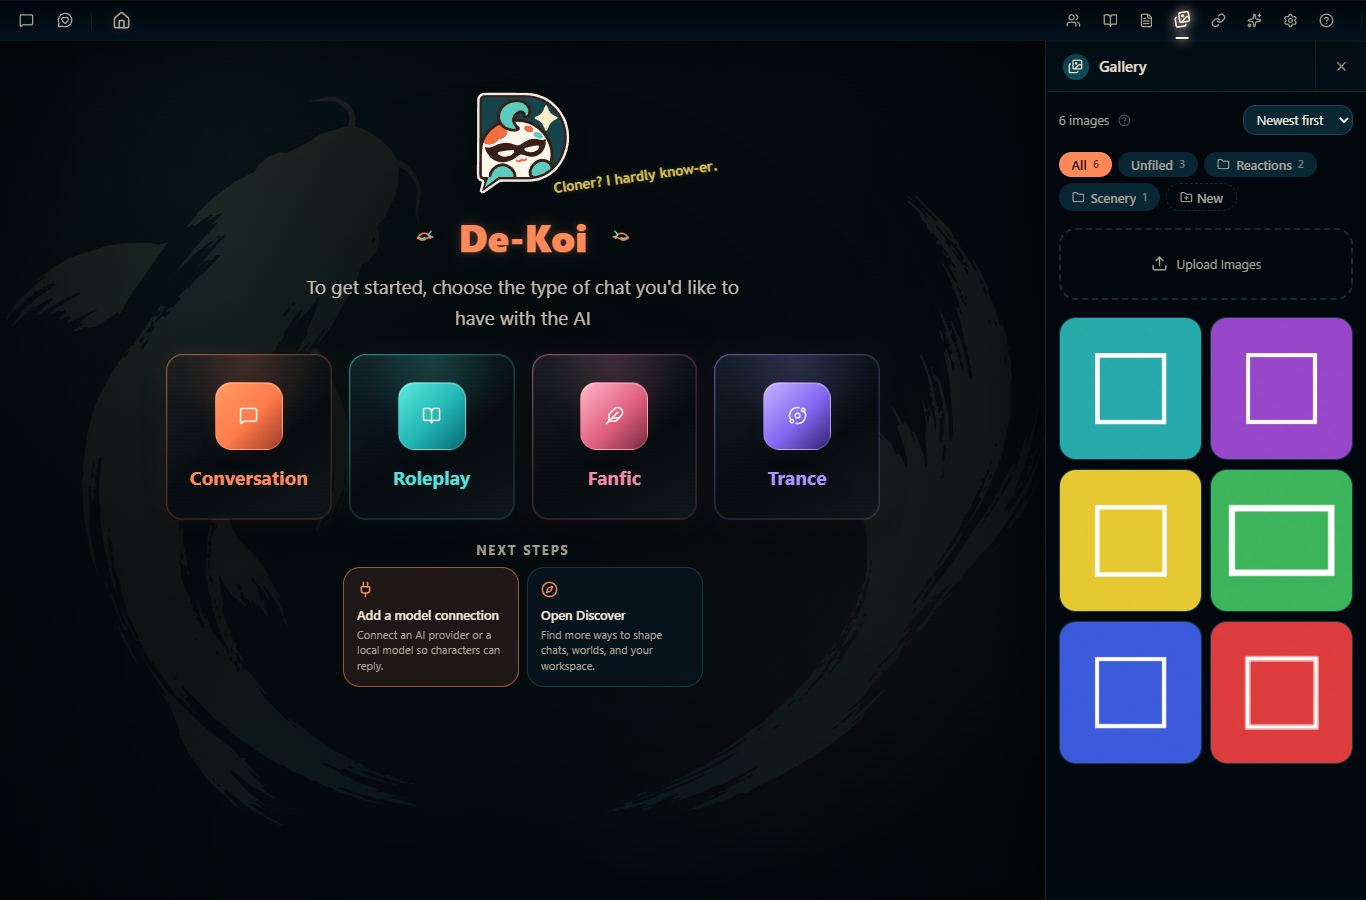 Gallery
6 images
Newest first
All 6
Unfiled 3
Reactions 2
Scenery 1
New
Upload Images
Cloner? I hardly know-er.
De-Koi
To get started, choose the type of chat you'd like to
have with the AI
Conversation
Roleplay
Fanfic
Trance
NEXT STEPS
Add a model connection
Connect an AI provider or a
local model so characters can
reply.
Open Discover
Find more ways to shape
chats, worlds, and your
workspace.